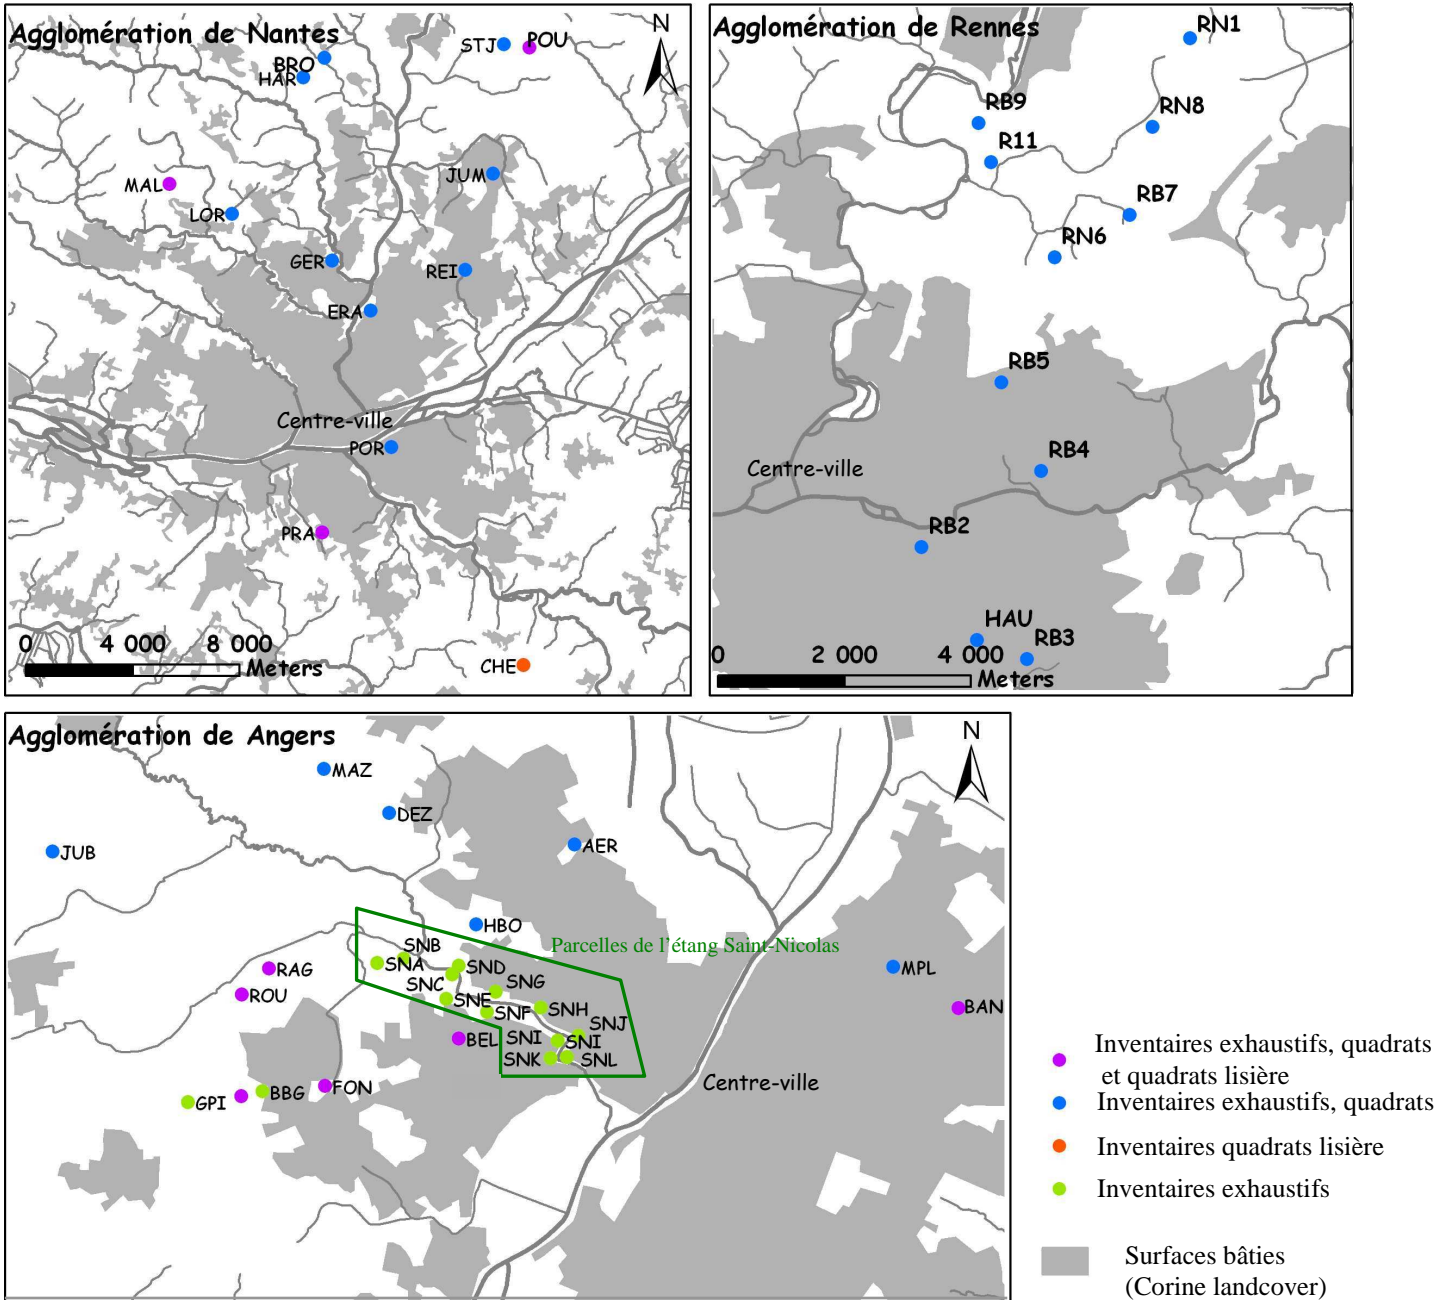 Agglomération de Nantes
N
STJ
POU
BRO
HAR
MAL
LOR
JUM
GER
REI
ERA
Centre-ville
POR
PRA
CHE
0 4 000 8 000
Meters
Agglomération de Rennes
RN1
RB9
RN8
R11
RB7
RN6
RB5
RB4
Centre-ville
RB2
HAU
RB3
0 2 000 4 000
Meters
Agglomération de Angers
N
MAZ
DEZ
JUB
AER
HBO
Parcelles de l'étang Saint-Nicolas
SNB
SNA
SND
RAG
SNC
SNG
MPL
ROU
SNE
SNF
SNH
BAN
SNJ
BEL
SNI
SNI
SNK
SNL
Centre-ville
FON
BBG
GPI
Inventaires exhaustifs, quadrats
et quadrats lisière
Inventaires exhaustifs, quadrats
Inventaires quadrats lisière
Inventaires exhaustifs
Surfaces bâties
(Corine landcover)